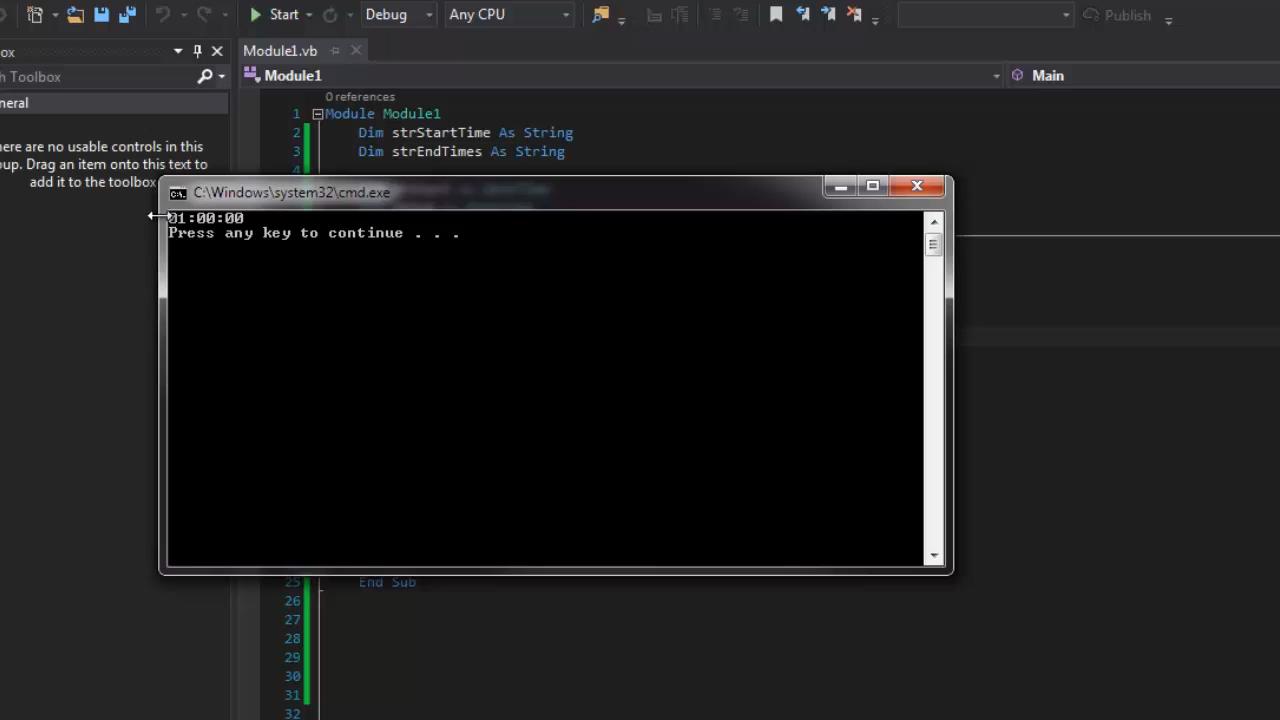 Start Debug Any CPU Publish
ox Module1.vb
h Toolbox Module1 Main
neral
0 references
1 Module Module1
2 Dim strStartTime As String
3 Dim strEndTimes As String
4
here are no usable controls in this
oup. Drag an item onto this text to
add it to the toolbox
C:\Windows\system32\cmd.exe
01:00:00
Press any key to continue . . .
25 End Sub
26
27
28
29
30
31
32